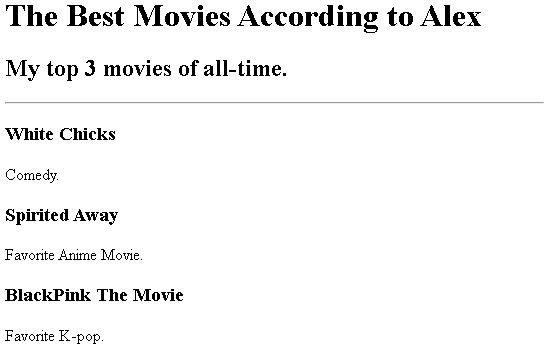 The Best Movies According to Alex
My top 3 movies of all-time.
White Chicks
Comedy.
Spirited Away
Favorite Anime Movie.
BlackPink The Movie
Favorite K-pop.